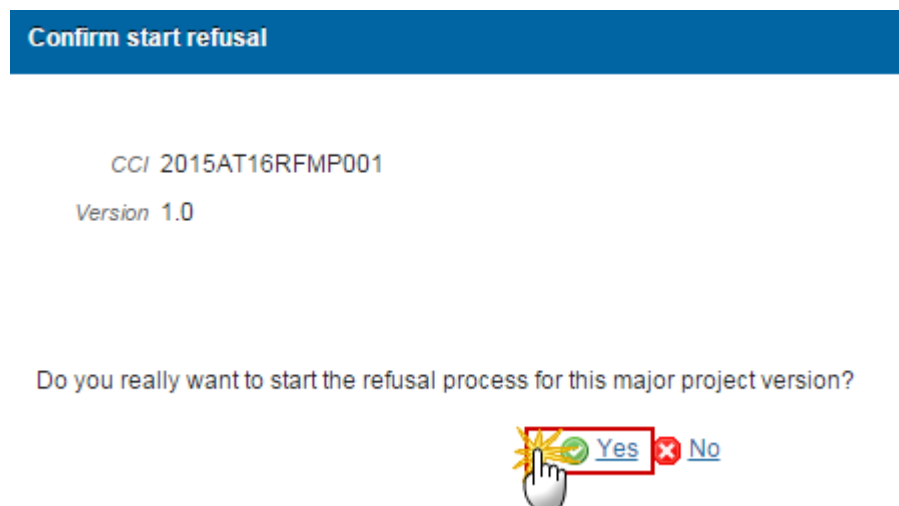 Confirm start refusal
CCI 2015AT16RFMP001
Version 1.0
Do you really want to start the refusal process for this major project version?
Yes No